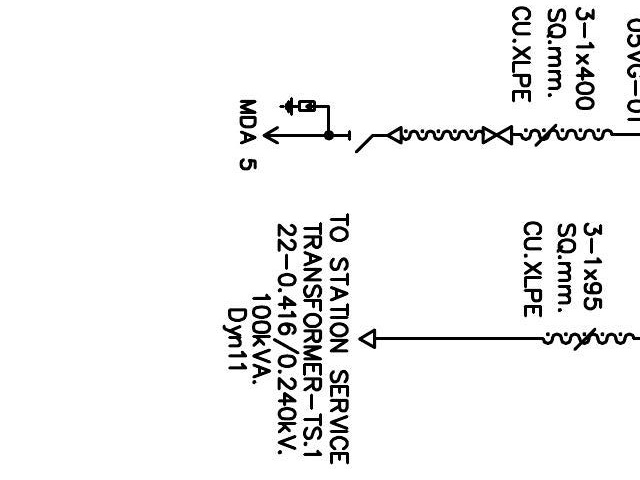 05VG-01
3-1x400
SQ.mm.
CU.XLPE
MDA 5
3-1x95
SQ.mm.
CU.XLPE
TO STATION SERVICE
TRANSFORMER-TS.1
22-0.416/0.240kV.
100kVA.
Dyn11